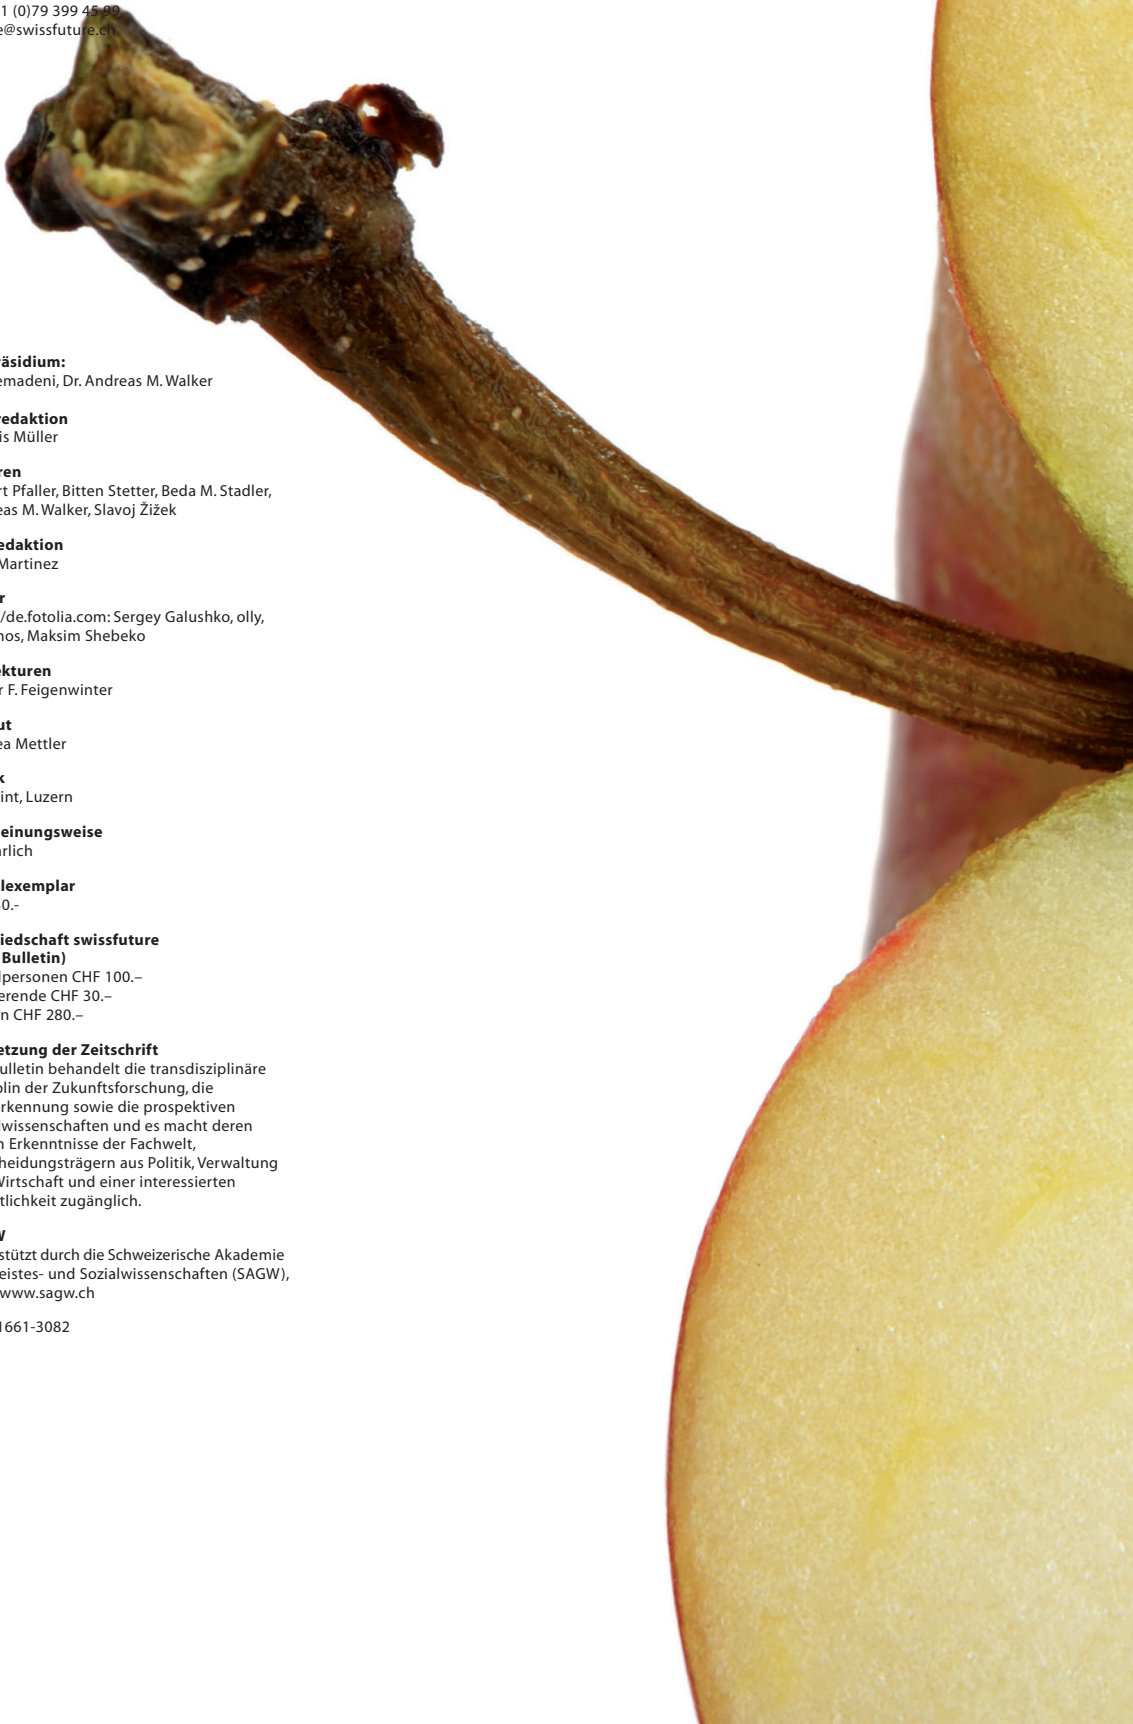 1 (0)79 399 45 99
e@swissfuture.ch
äsidium:
emadeni, Dr. Andreas M. Walker
edaktion
is Müller
ren
rt Pfaller, Bitten Stetter, Beda M. Stadler,
eas M. Walker, Slavoj Žižek
edaktion
Martinez
r
/de.fotolia.com: Sergey Galushko, olly,
nos, Maksim Shebeko
ekturen
r F. Feigenwinter
ut
ea Mettler
k
int, Luzern
einungsweise
arlich
lexemplar
0.-
iedschaft swissfuture
Bulletin)
lpersonen CHF 100.–
erende CHF 30.–
n CHF 280.–
etzung der Zeitschrift
ulletin behandelt die transdisziplinäre
plin der Zukunftsforschung, die
rkennung sowie die prospektiven
lwissenschaften und es macht deren
n Erkenntnisse der Fachwelt,
heidungsträgern aus Politik, Verwaltung
Wirtschaft und einer interessierten
tlichkeit zugänglich.
W
stützt durch die Schweizerische Akademie
eistes- und Sozialwissenschaften (SAGW),
www.sagw.ch
1661-3082